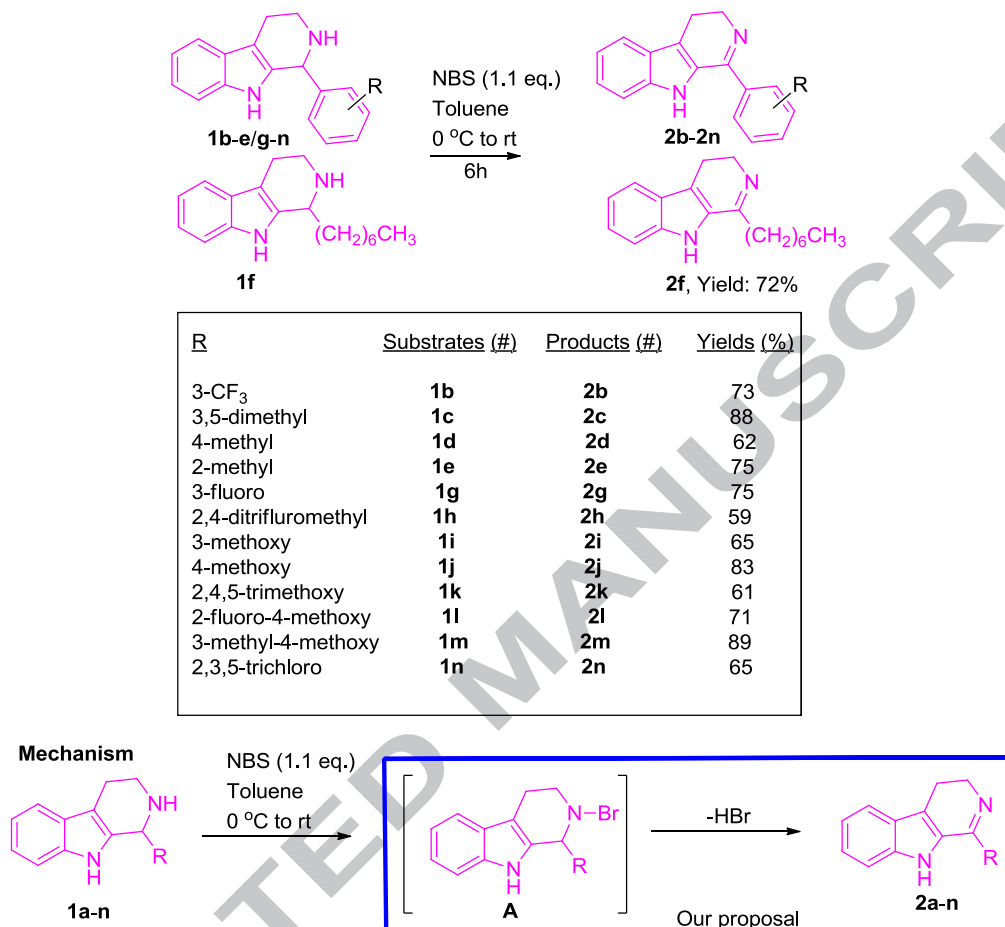 NH
N
H
R
1b-e/g-n
NBS (1.1 eq.)
Toluene
0 °C to rt
6h
N
N
H
R
2b-2n
NH
N
H
(CH2)6CH3
1f
N
N
H
(CH2)6CH3
2f, Yield: 72%
R Substrates (#) Products (#) Yields (%)
3-CF3 1b 2b 73
3,5-dimethyl 1c 2c 88
4-methyl 1d 2d 62
2-methyl 1e 2e 75
3-fluoro 1g 2g 75
2,4-ditrifluromethyl 1h 2h 59
3-methoxy 1i 2i 65
4-methoxy 1j 2j 83
2,4,5-trimethoxy 1k 2k 61
2-fluoro-4-methoxy 1l 2l 71
3-methyl-4-methoxy 1m 2m 89
2,3,5-trichloro 1n 2n 65
Mechanism
NH
N
H
R
1a-n
NBS (1.1 eq.)
Toluene
0 °C to rt
N-Br
N
H
R
A
-HBr
Our proposal
N
N
H
R
2a-n
TED MANUSCRI